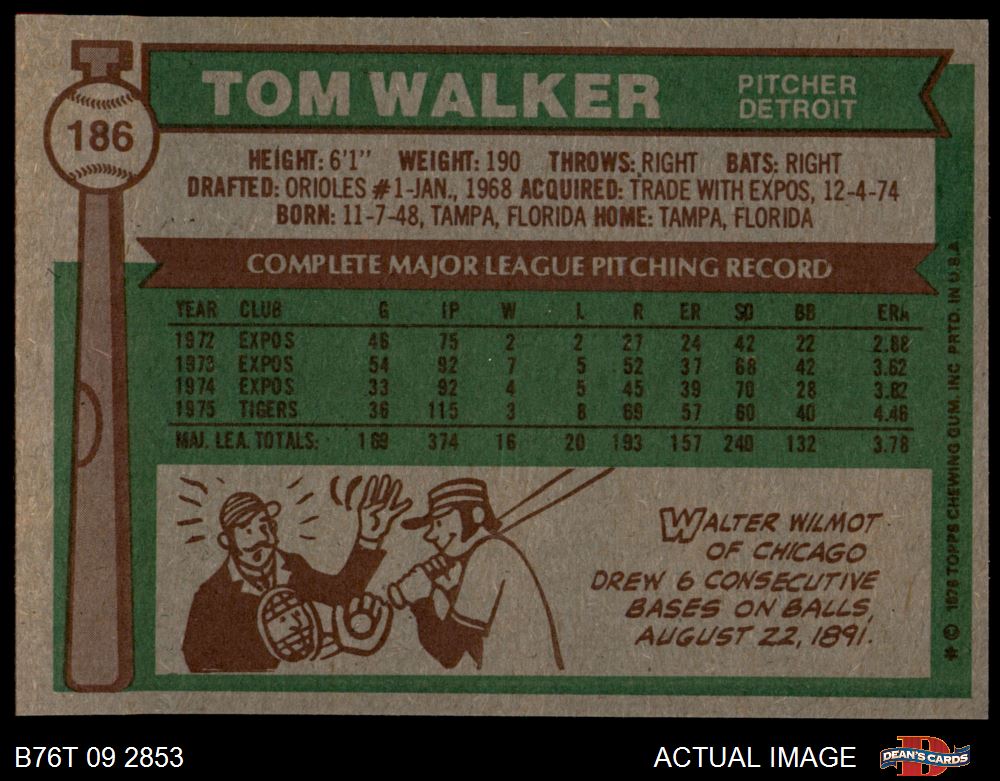 186
TOM WALKER
PITCHER
DETROIT
HEIGHT: 6'1" WEIGHT: 190 THROWS: RIGHT BATS: RIGHT
DRAFTED: ORIOLES #1-JAN., 1968 ACQUIRED: TRADE WITH EXPOS, 12-4-74
BORN: 11-7-48, TAMPA, FLORIDA HOME: TAMPA, FLORIDA
COMPLETE MAJOR LEAGUE PITCHING RECORD
YEAR CLUB G IP W L R ER SO BB ERA
1972 EXPOS 46 75 2 2 27 24 42 22 2.88
1973 EXPOS 54 92 7 5 52 37 68 42 3.62
1974 EXPOS 33 92 4 5 45 39 70 28 3.82
1975 TIGERS 36 115 3 8 69 57 60 40 4.46
MAJ. LEA. TOTALS: 169 374 16 20 193 157 240 132 3.78
WALTER WILMOT
OF CHICAGO
DREW 6 CONSECUTIVE
BASES ON BALLS,
AUGUST 22, 1891.
* © 1976 TOPPS CHEWING GUM, INC PRTD. IN U.S.A.
B76T 09 2853
ACTUAL IMAGE
DEAN'S CARDS